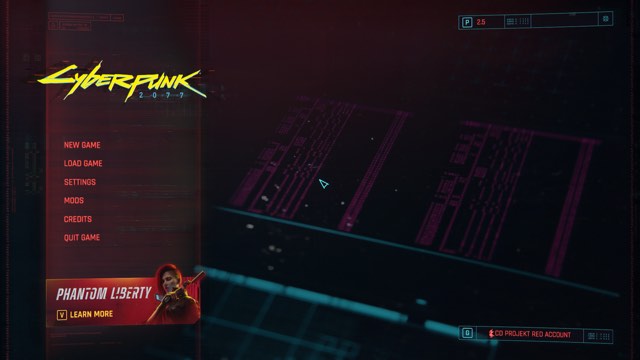 P 2.5
CYBERPUNK
2077
NEW GAME
LOAD GAME
SETTINGS
MODS
CREDITS
QUIT GAME
PHANTOM L!BERTY
V LEARN MORE
G CD PROJEKT RED ACCOUNT